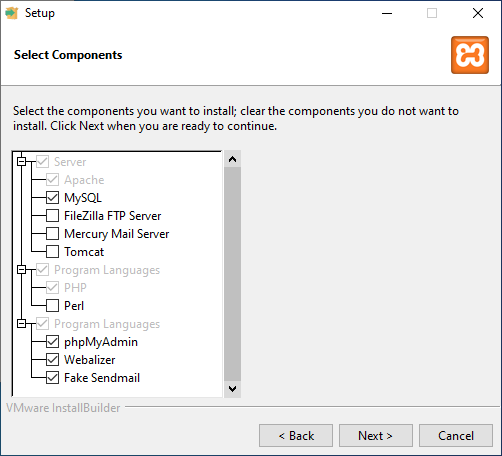 Setup
Select Components
Select the components you want to install; clear the components you do not want to
install. Click Next when you are ready to continue.
Server
Apache
MySQL
FileZilla FTP Server
Mercury Mail Server
Tomcat
Program Languages
PHP
Perl
Program Languages
phpMyAdmin
Webalizer
Fake Sendmail
VMware InstallBuilder
< Back Next > Cancel